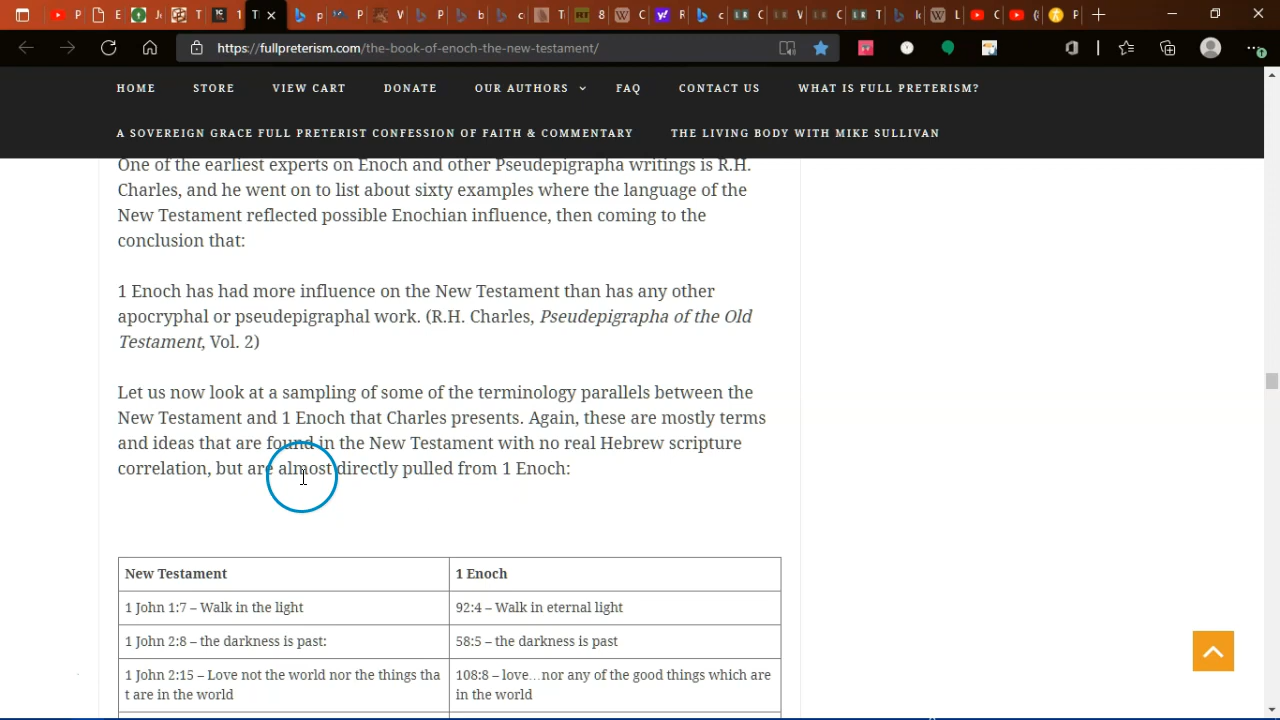 https://fullpreterism.com/the-book-of-enoch-the-new-testament/
HOME STORE VIEW CART DONATE OUR AUTHORS FAQ CONTACT US WHAT IS FULL PRETERISM?
A SOVEREIGN GRACE FULL PRETERIST CONFESSION OF FAITH & COMMENTARY THE LIVING BODY WITH MIKE SULLIVAN
One of the earliest experts on Enoch and other Pseudepigrapha writings is R.H.
Charles, and he went on to list about sixty examples where the language of the
New Testament reflected possible Enochian influence, then coming to the
conclusion that:
1 Enoch has had more influence on the New Testament than has any other
apocryphal or pseudepigraphal work. (R.H. Charles, Pseudepigrapha of the Old
Testament, Vol. 2)
Let us now look at a sampling of some of the terminology parallels between the
New Testament and 1 Enoch that Charles presents. Again, these are mostly terms
and ideas that are found in the New Testament with no real Hebrew scripture
correlation, but are almost directly pulled from 1 Enoch:
New Testament 1 Enoch
1 John 1:7 – Walk in the light 92:4 – Walk in eternal light
1 John 2:8 – the darkness is past: 58:5 – the darkness is past
1 John 2:15 – Love not the world nor the things tha 108:8 – love…nor any of the good things which are
t are in the world in the world